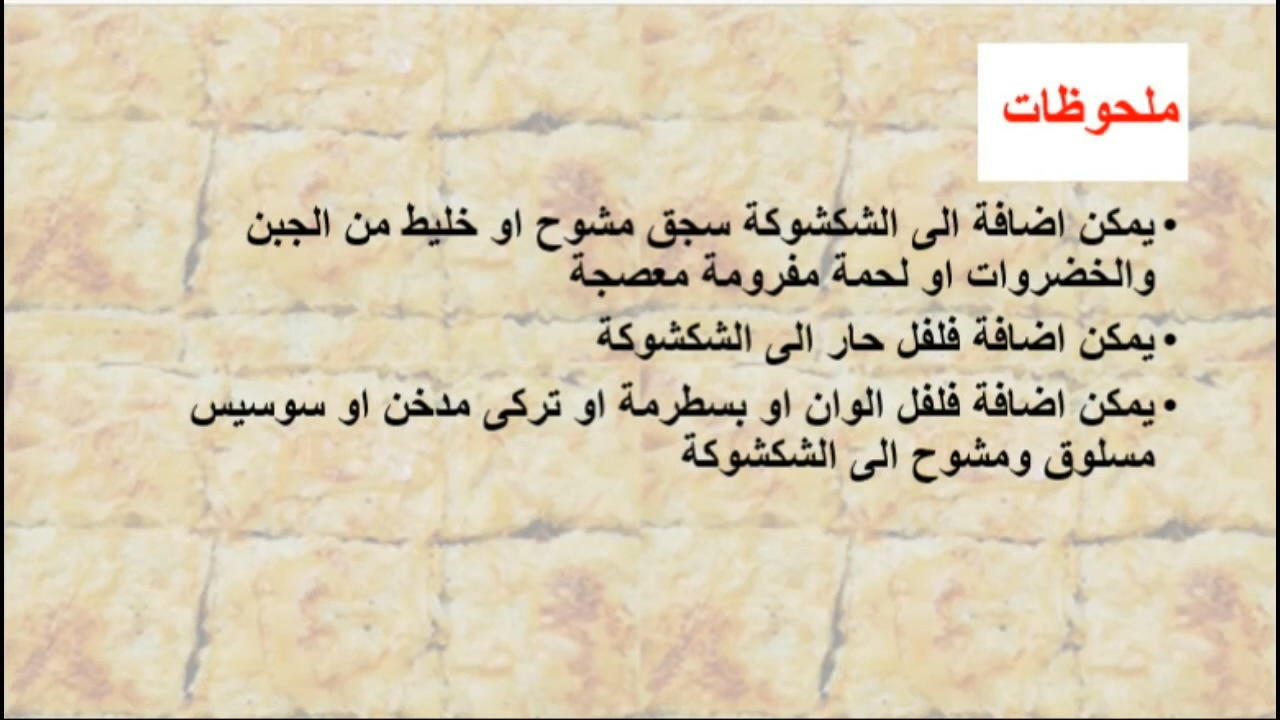 ملحوظات
• يمكن اضافة الى الشكشوكة سجق مشوح او خليط من الجبن
والخضروات او لحمة مفرومة معصجة
• يمكن اضافة فلفل حار الى الشكشوكة
• يمكن اضافة فلفل الوان او بسطرمة او تركى مدخن او سوسيس
مسلوق ومشوح الى الشكشوكة